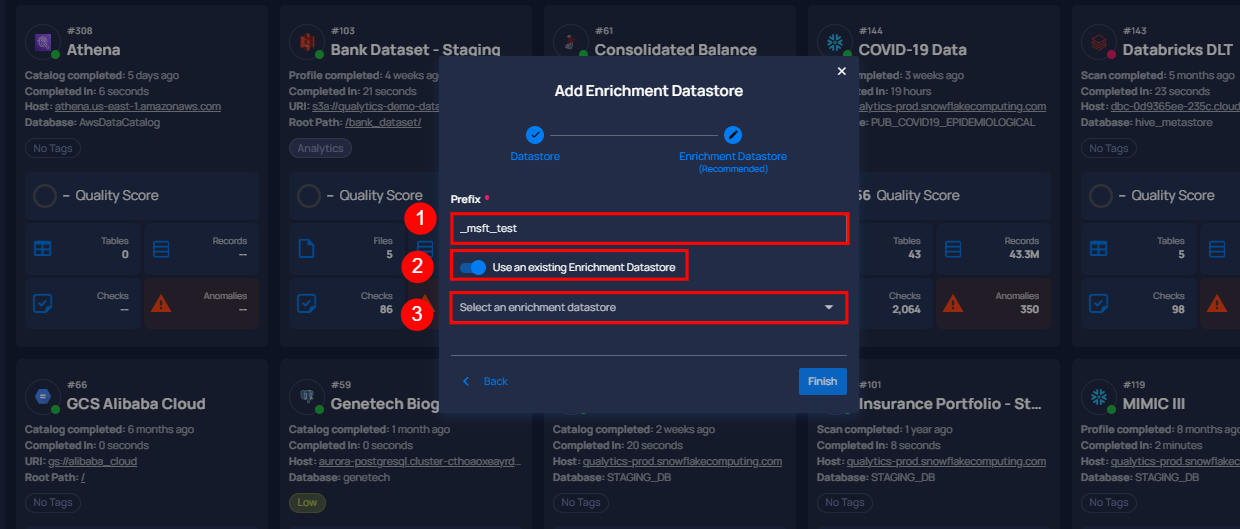 #308
Athena
Catalog completed: 5 days ago
Completed In: 6 seconds
Host: athena.us-east-1.amazonaws.com
Database: AwsDataCatalog
No Tags
– Quality Score
Tables
0
Records
--
Checks
--
Anomalies
--
#103
Bank Dataset - Staging
Profile completed: 4 weeks ago
Completed In: 21 seconds
URI: s3a://qualytics-demo-data
Root Path: /bank_dataset/
Analytics
– Quality Score
Files
5
Checks
86
#61
Consolidated Balance
#144
COVID-19 Data
mpleted: 3 weeks ago
ed In: 19 hours
alytics-prod.snowflakecomputing.com
e: PUB_COVID19_EPIDEMIOLOGICAL
56 Quality Score
Tables
43
Records
43.3M
Checks
2,064
Anomalies
350
#143
Databricks DLT
Scan completed: 5 months ago
Completed In: 23 seconds
Host: dbc-0d9365ee-235c.cloud
Database: hive_metastore
No Tags
– Quality Score
Tables
5
Checks
98
Add Enrichment Datastore
Datastore
Enrichment Datastore
(Recommended)
Prefix
1
_msft_test
2
Use an existing Enrichment Datastore
3
Select an enrichment datastore
Back
Finish
#66
GCS Alibaba Cloud
Catalog completed: 6 months ago
Completed In: 0 seconds
URI: gs://alibaba_cloud
Root Path: /
No Tags
#59
Genetech Biog
Catalog completed: 1 month ago
Completed In: 0 seconds
Host: aurora-postgresql.cluster-cthoaoxeayrd...
Database: genetech
Low
Catalog completed: 2 weeks ago
Completed In: 20 seconds
Host: qualytics-prod.snowflakecomputing.com
Database: STAGING_DB
No Tags
#101
Insurance Portfolio - St...
Scan completed: 1 year ago
Completed In: 8 seconds
Host: qualytics-prod.snowflakecomputing.com
Database: STAGING_DB
No Tags
#119
MIMIC III
Profile completed: 8 months ago
Completed In: 2 minutes
Host: qualytics-prod.snowflakec
Database: STAGING_DB
No Tags